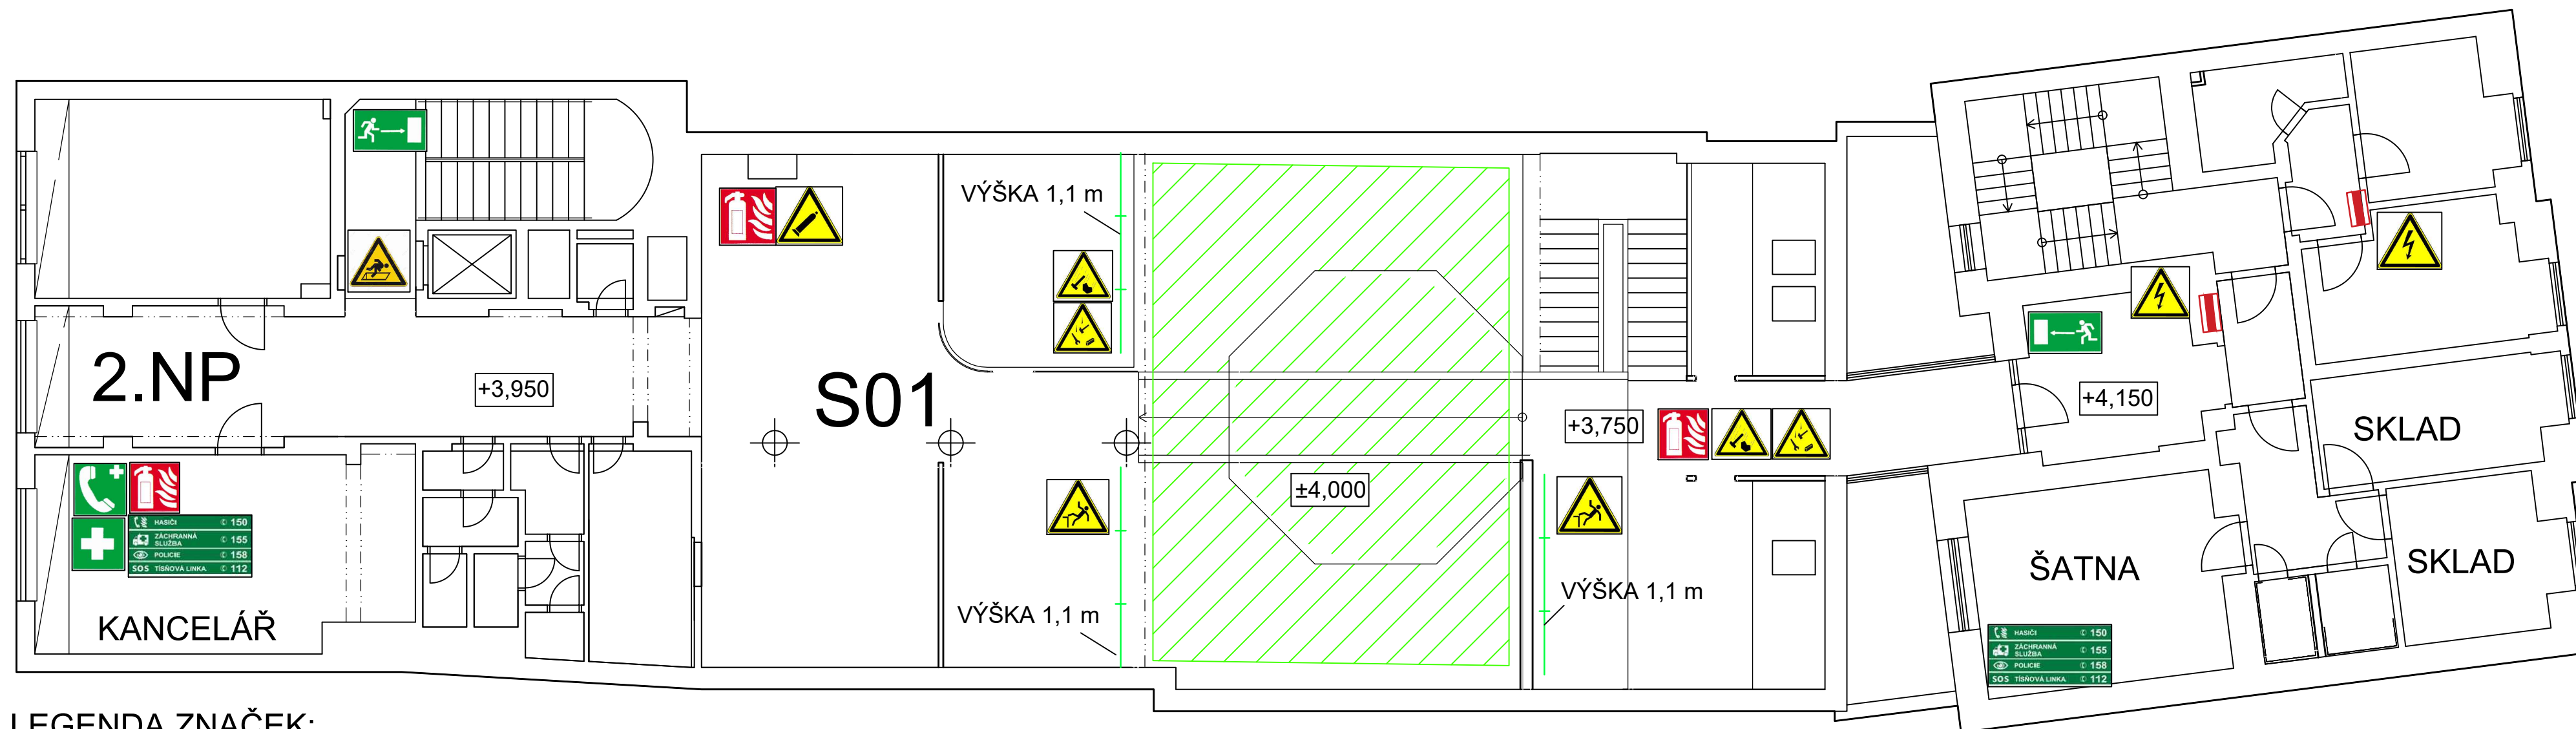 VÝŠKA 1,1 m
2.NP
+3,950
S01
+3,750
+4,150
SKLAD
±4,000
HASIČI 150
ZÁCHRANNÁ
SLUŽBA 155
POLICIE 158
SOS TÍSŇOVÁ LINKA 112
KANCELÁŘ
VÝŠKA 1,1 m
VÝŠKA 1,1 m
ŠATNA
SKLAD
HASIČI 150
ZÁCHRANNÁ
SLUŽBA 155
POLICIE 158
SOS TÍSŇOVÁ LINKA 112
LEGENDA ZNAČEK: